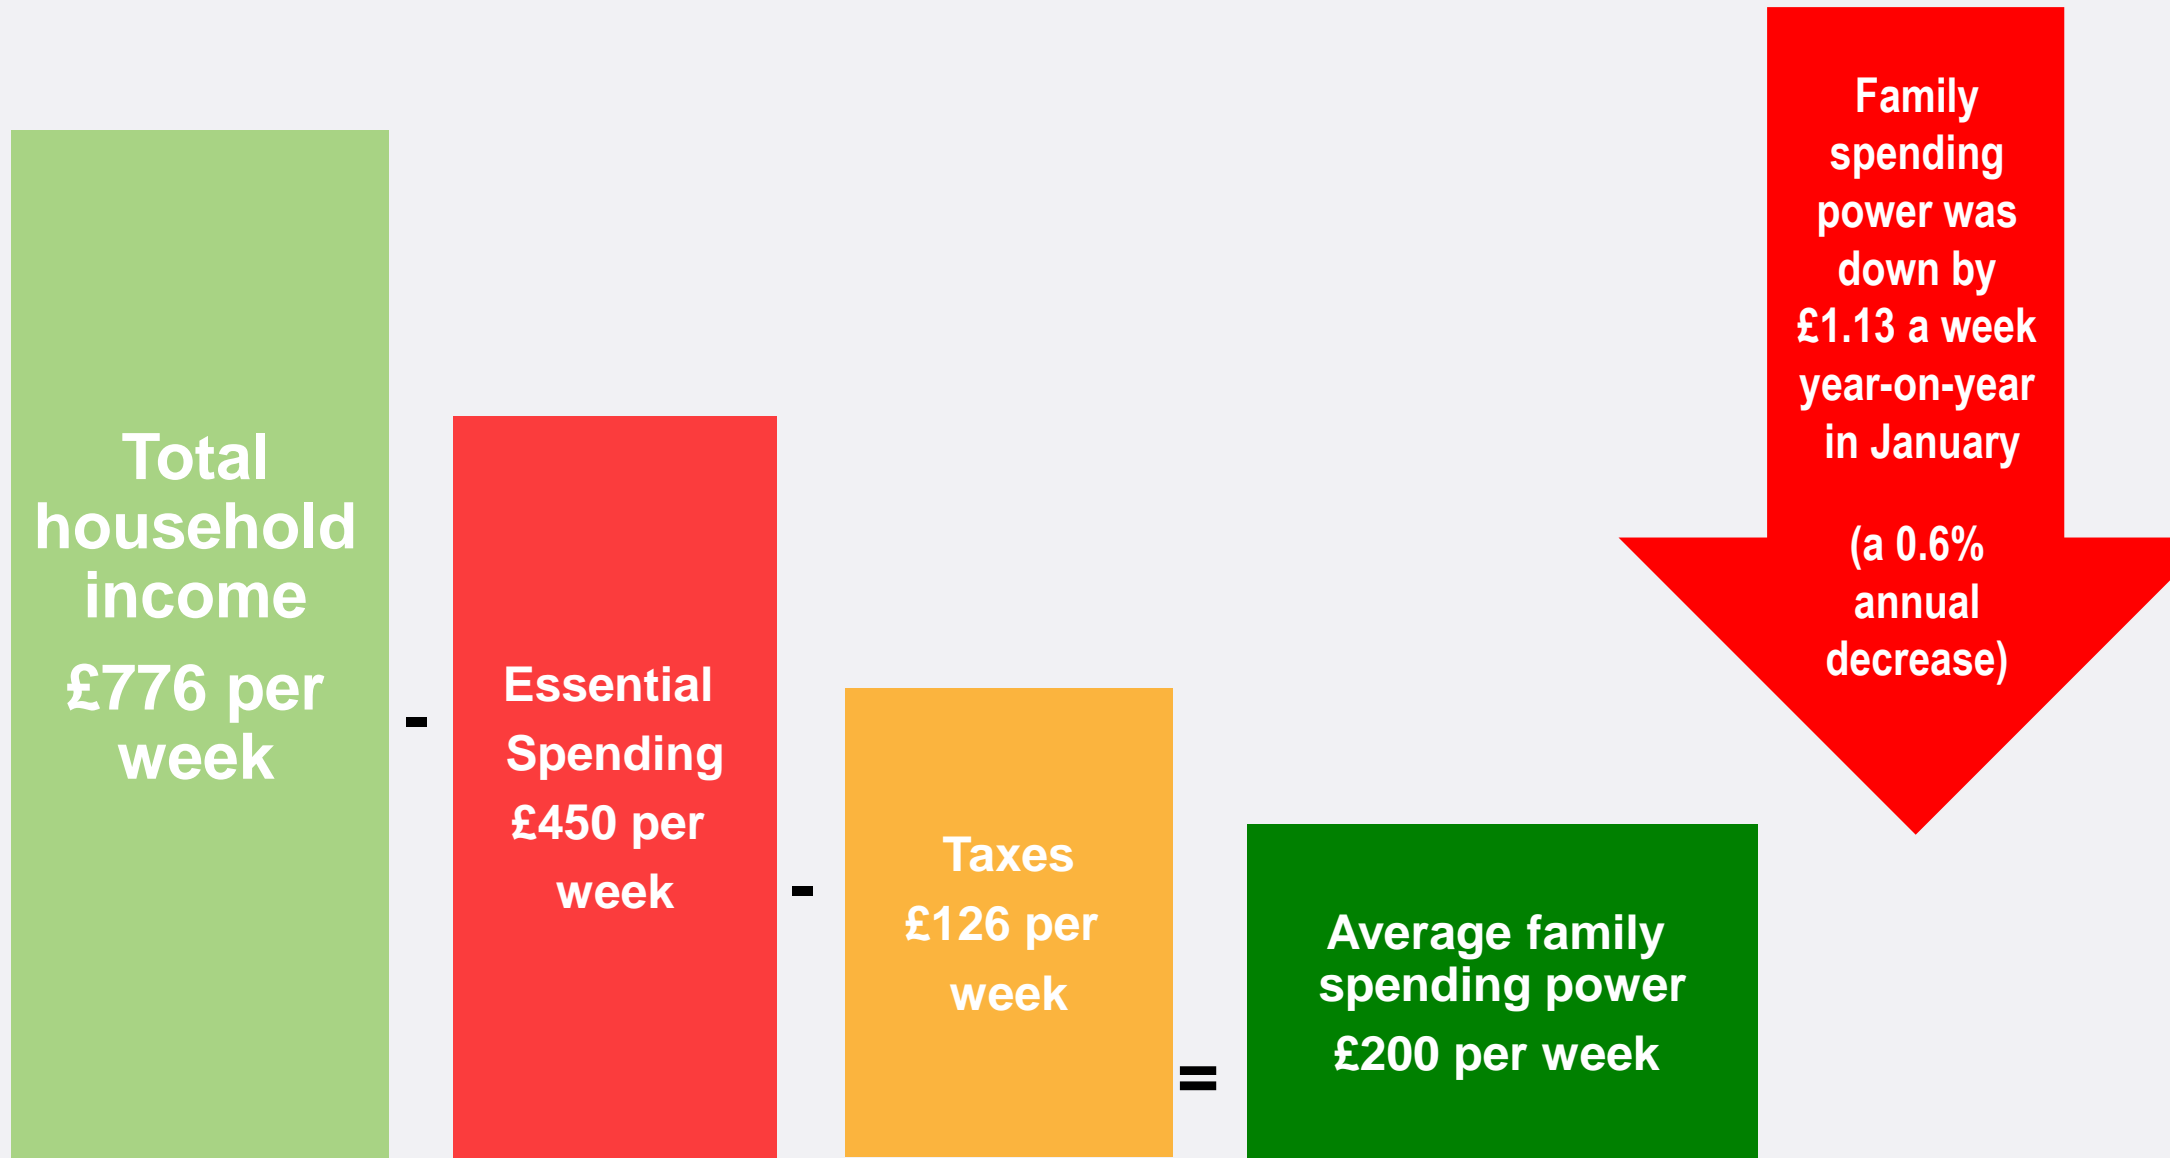 Total
household
income
£776 per
week
-
Essential
Spending
£450 per
week
-
Taxes
£126 per
week
=
Average family
spending power
£200 per week
Family
spending
power was
down by
£1.13 a week
year-on-year
in January
(a 0.6%
annual
decrease)